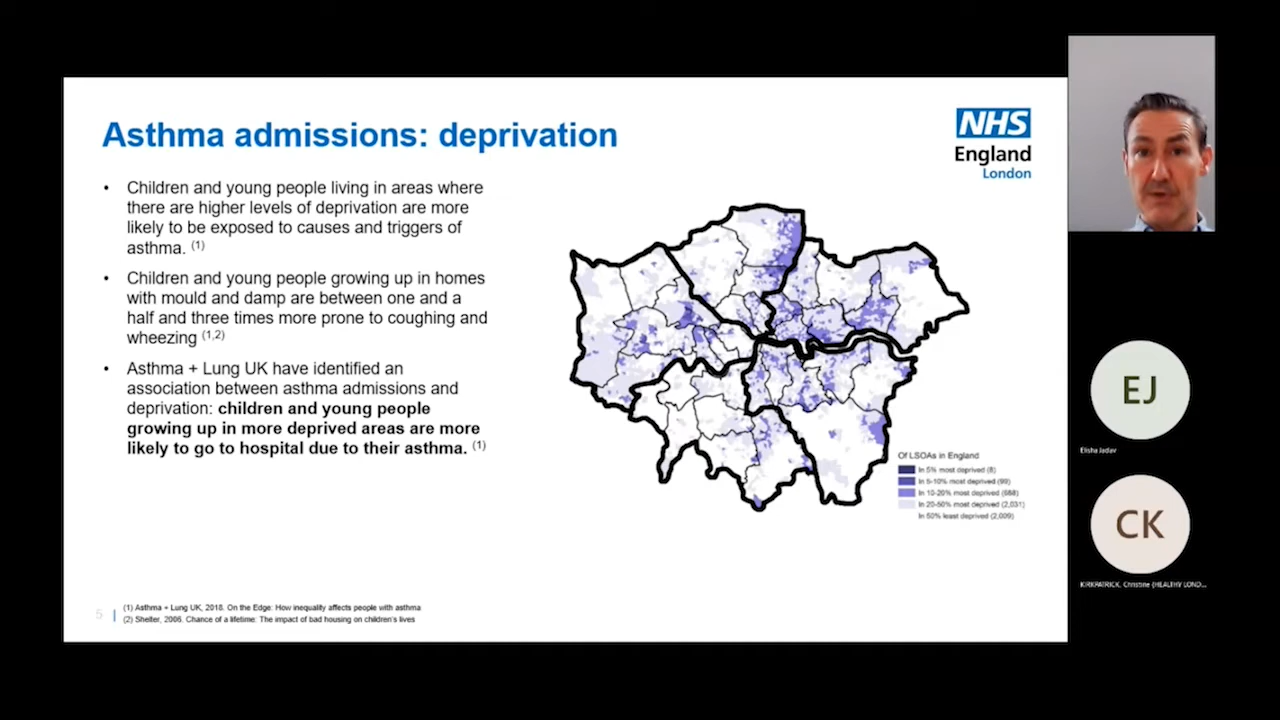 Asthma admissions: deprivation
NHS
England
London
• Children and young people living in areas where
there are higher levels of deprivation are more
likely to be exposed to causes and triggers of
asthma. (1)
• Children and young people growing up in homes
with mould and damp are between one and a
half and three times more prone to coughing and
wheezing (1,2)
• Asthma + Lung UK have identified an
association between asthma admissions and
deprivation: children and young people
growing up in more deprived areas are more
likely to go to hospital due to their asthma. (1)
Of LSOAs in England
In 5% most deprived (8)
In 5-10% most deprived (99)
In 10-20% most deprived (688)
In 20-50% most deprived (2,031)
In 50% least deprived (2,009)
5
(1) Asthma + Lung UK, 2018. On the Edge: How inequality affects people with asthma
(2) Shelter, 2006. Chance of a lifetime: The impact of bad housing on children's lives
EJ
Elisha Jadav
CK
KIRKPATRICK, Christine (HEALTHY LOND...